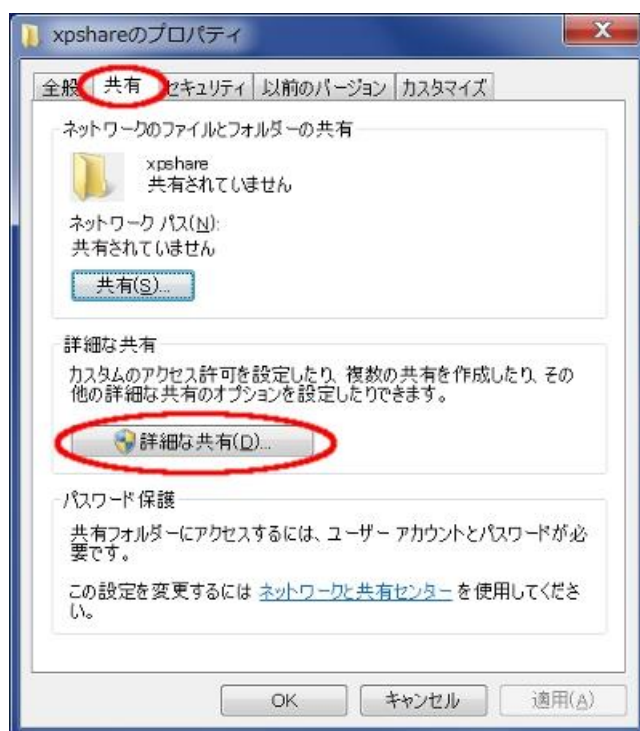 xpshareのプロパティ
X
全般 共有 セキュリティ 以前のバージョン カスタマイズ
ネットワークのファイルとフォルダーの共有
xpshare
共有されていません
ネットワーク パス(N):
共有されていません
共有(S)...
詳細な共有
カスタムのアクセス許可を設定したり、複数の共有を作成したり、その
他の詳細な共有のオプションを設定したりできます。
詳細な共有(D)...
パスワード保護
共有フォルダーにアクセスするには、ユーザー アカウントとパスワードが必
要です。
この設定を変更するには ネットワークと共有センター を使用してくださ
い。
OK キャンセル 適用(A)